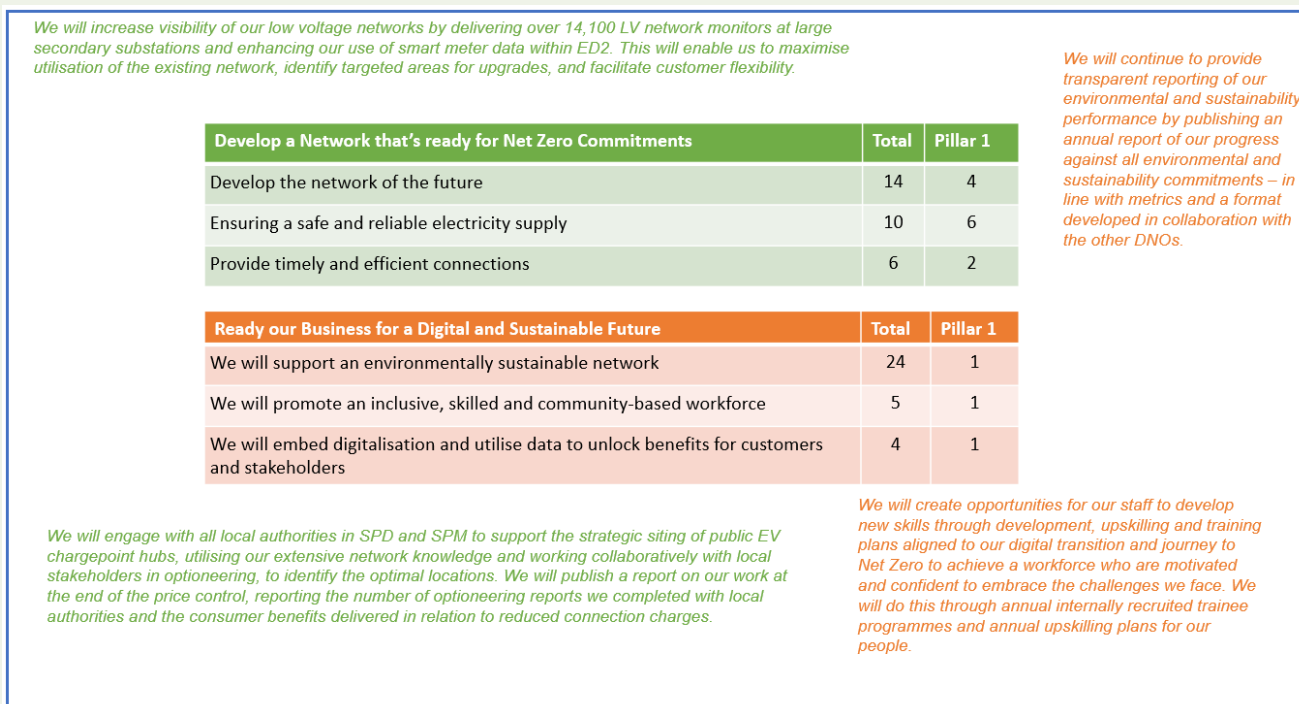 We will increase visibility of our low voltage networks by delivering over 14,100 LV network monitors at large
secondary substations and enhancing our use of smart meter data within ED2. This will enable us to maximise
utilisation of the existing network, identify targeted areas for upgrades, and facilitate customer flexibility.
We will continue to provide
transparent reporting of our
environmental and sustainability
performance by publishing an
annual report of our progress
against all environmental and
sustainability commitments – in
line with metrics and a format
developed in collaboration with
the other DNOs.
Develop a Network that's ready for Net Zero Commitments Total Pillar 1
Develop the network of the future 14 4
Ensuring a safe and reliable electricity supply 10 6
Provide timely and efficient connections 6 2
Ready our Business for a Digital and Sustainable Future Total Pillar 1
We will support an environmentally sustainable network 24 1
We will promote an inclusive, skilled and community-based workforce 5 1
We will embed digitalisation and utilise data to unlock benefits for customers 4 1
and stakeholders
We will engage with all local authorities in SPD and SPM to support the strategic siting of public EV
chargepoint hubs, utilising our extensive network knowledge and working collaboratively with local
stakeholders in optioneering, to identify the optimal locations. We will publish a report on our work at
the end of the price control, reporting the number of optioneering reports we completed with local
authorities and the consumer benefits delivered in relation to reduced connection charges.
We will create opportunities for our staff to develop
new skills through development, upskilling and training
plans aligned to our digital transition and journey to
Net Zero to achieve a workforce who are motivated
and confident to embrace the challenges we face. We
will do this through annual internally recruited trainee
programmes and annual upskilling plans for our
people.